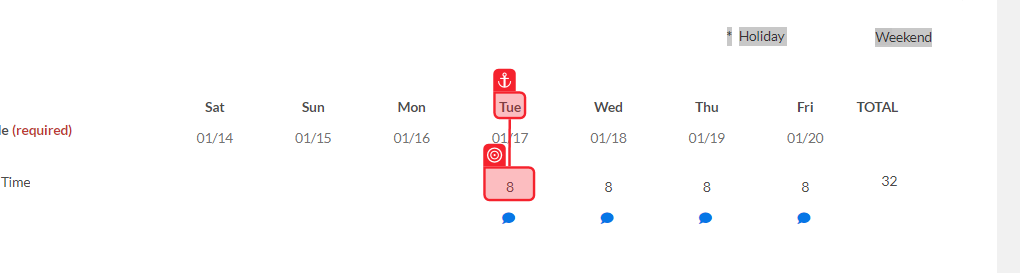 * Holiday Weekend
Sat Sun Mon Tue Wed Thu Fri TOTAL
(required)
01/14 01/15 01/16 01/17 01/18 01/19 01/20
Time 32
8 8 8 8